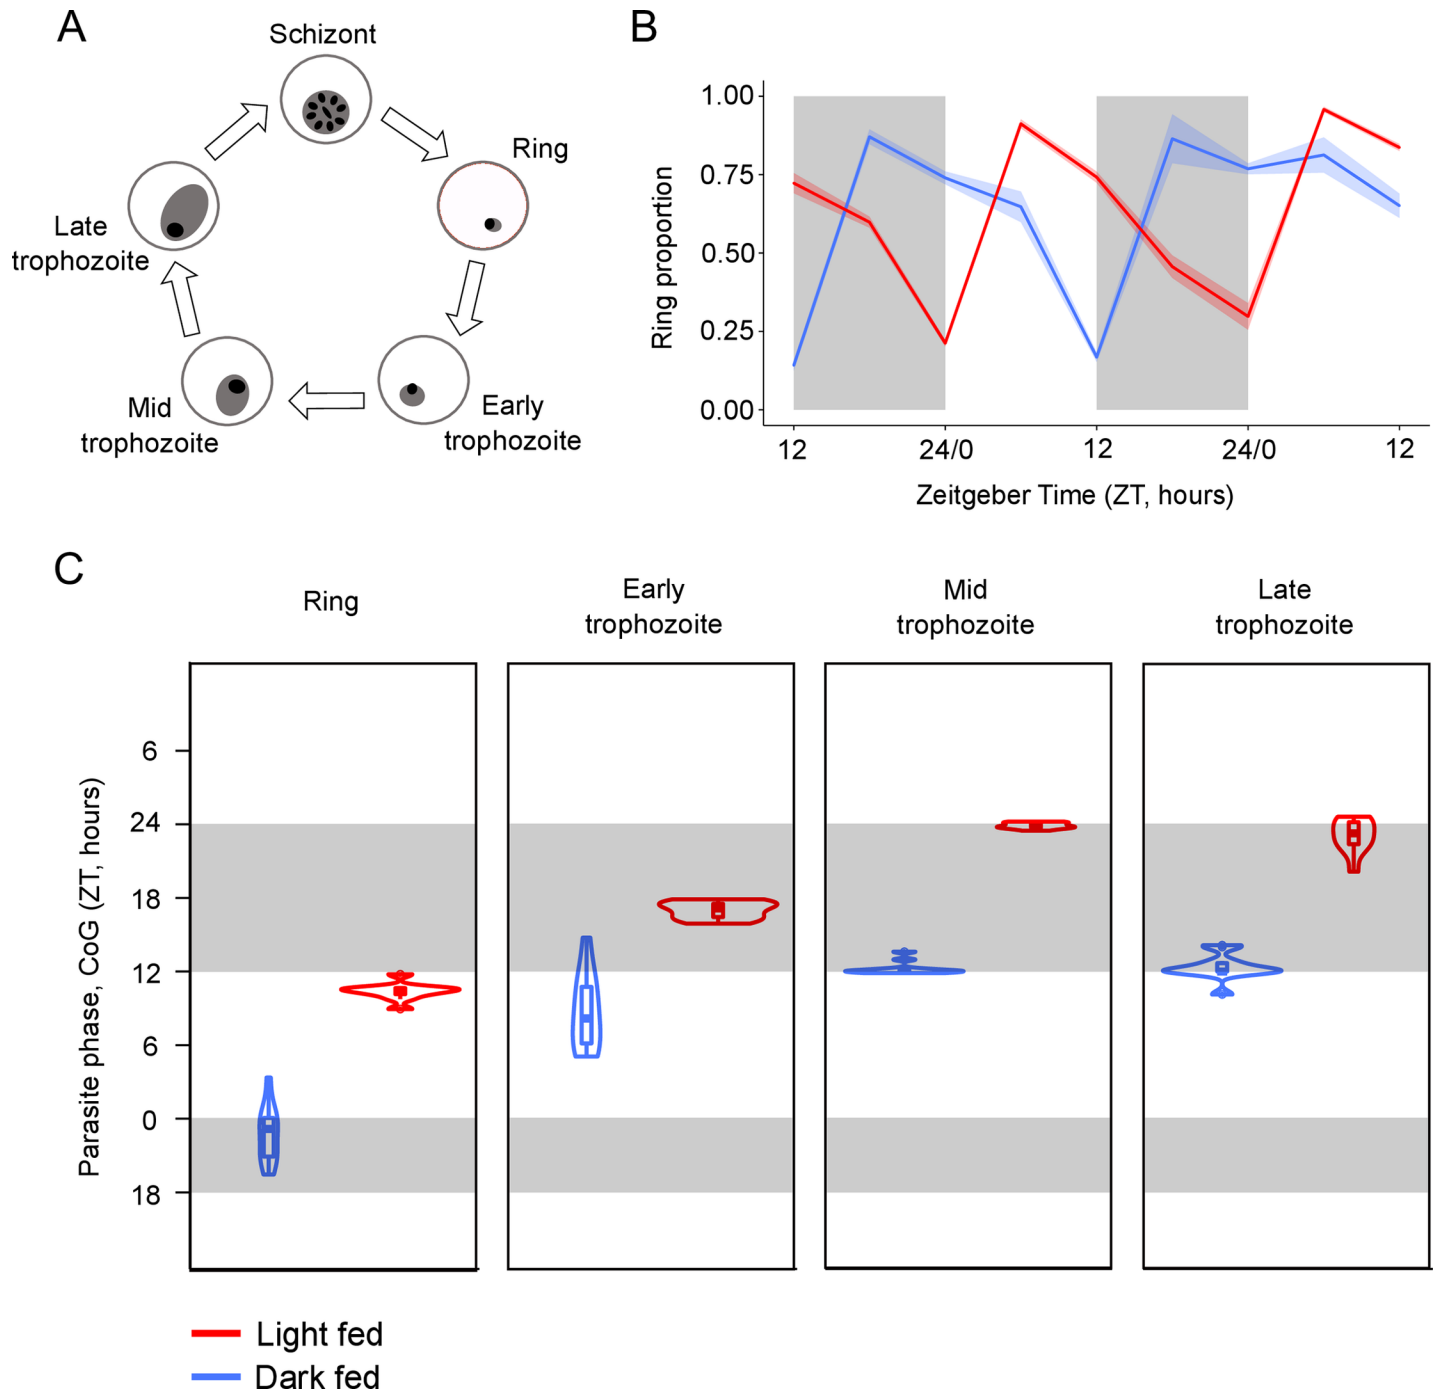 A
Schizont
Ring
Early
trophozoite
Mid
trophozoite
Late
trophozoite
B
Ring proportion
1.00
0.75
0.50
0.25
0.00
12
24/0
12
24/0
12
Zeitgeber Time (ZT, hours)
C
Ring
Early
trophozoite
Mid
trophozoite
Late
trophozoite
Parasite phase, CoG (ZT, hours)
6
24
18
12
6
0
18
Light fed
Dark fed